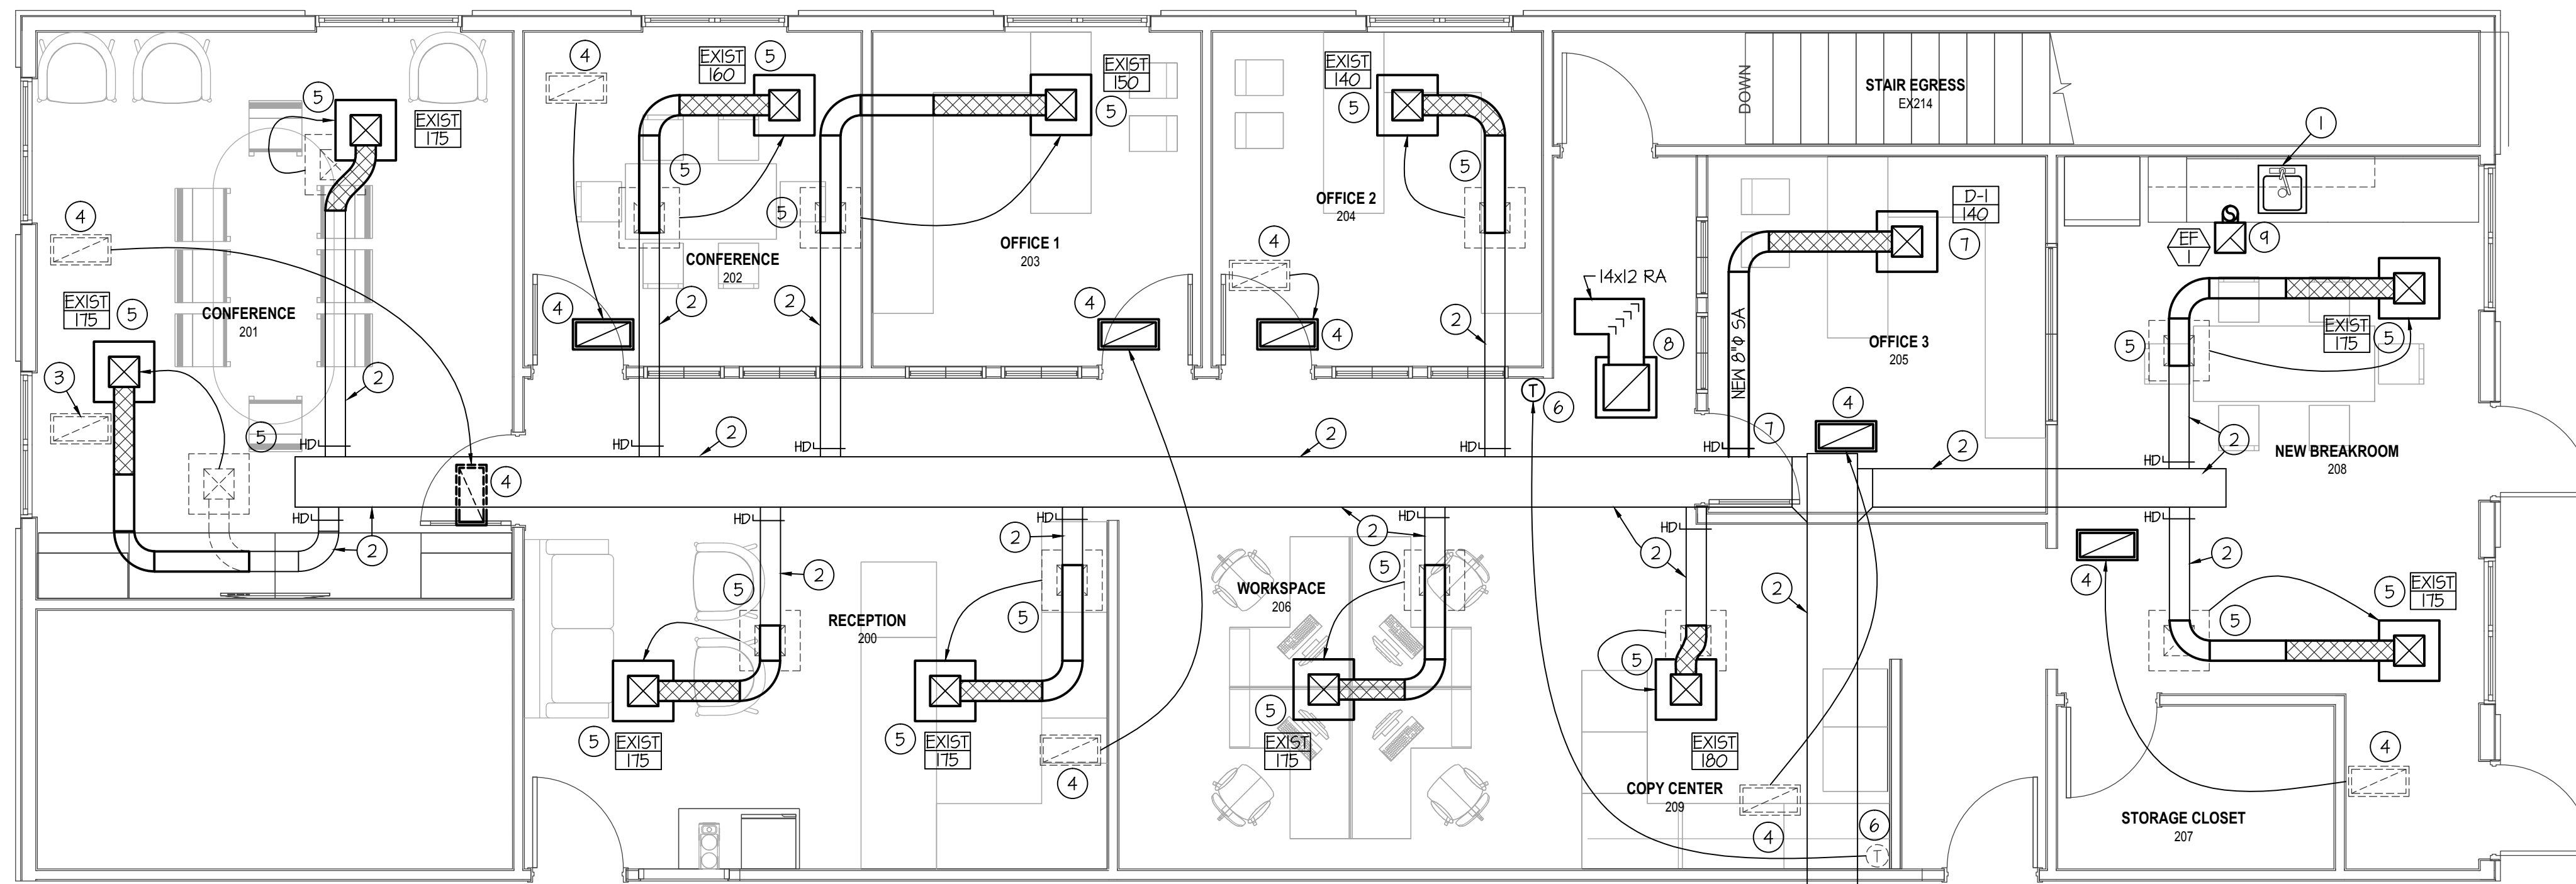 4
EXIST
160
5
EXIST
150
5
EXIST
140
5
DOWN
STAIR EGRESS
EX214
1
5
EXIST
175
5
5
5
OFFICE 2
204
D-1
140
7
4
OFFICE 1
203
4
EF
1
9
CONFERENCE
202
14x12 RA
EXIST
175
5
CONFERENCE
201
4
2
2
4
2
4
8
NEW 8"Φ SA
OFFICE 3
205
5
EXIST
175
5
3
2
T
6
4
5
HD
2
HD
HD
2
HD
HD
7
2
HD
2
NEW BREAKROOM
208
4
HD
2
HD
2
HD
2
HD
2
HD
2
HD
2
4
5
2
5
RECEPTION
200
5
WORKSPACE
206
5
2
5
5
EXIST
175
5
EXIST
175
5
EXIST
175
5
EXIST
175
EXIST
180
4
COPY CENTER
209
4
4
6
T
STORAGE CLOSET
207